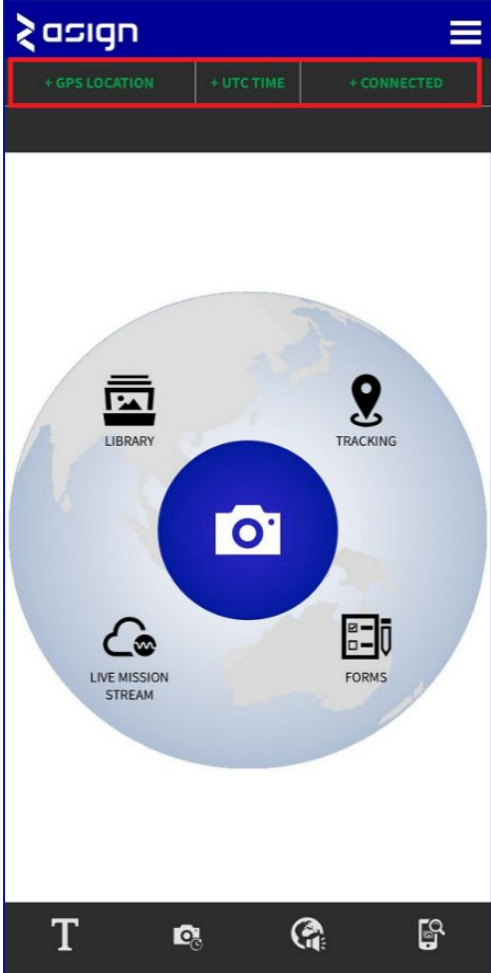 asign
+ GPS LOCATION + UTC TIME + CONNECTED
LIBRARY
TRACKING
LIVE MISSION
STREAM
FORMS
T